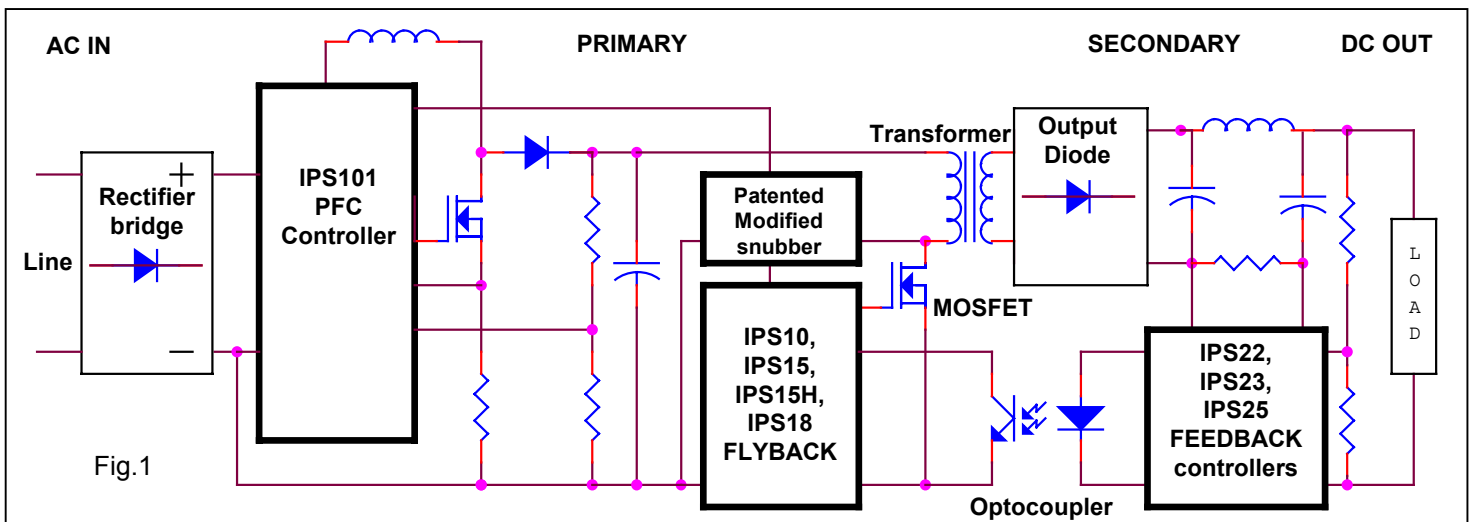 AC IN
PRIMARY
SECONDARY
DC OUT
Line
Rectifier
bridge
+
−
IPS101
PFC
Controller
Patented
Modified
snubber
Transformer
Output
Diode
MOSFET
IPS10,
IPS15,
IPS15H,
IPS18
FLYBACK
Optocoupler
IPS22,
IPS23,
IPS25
FEEDBACK
controllers
L
O
A
D
Fig.1